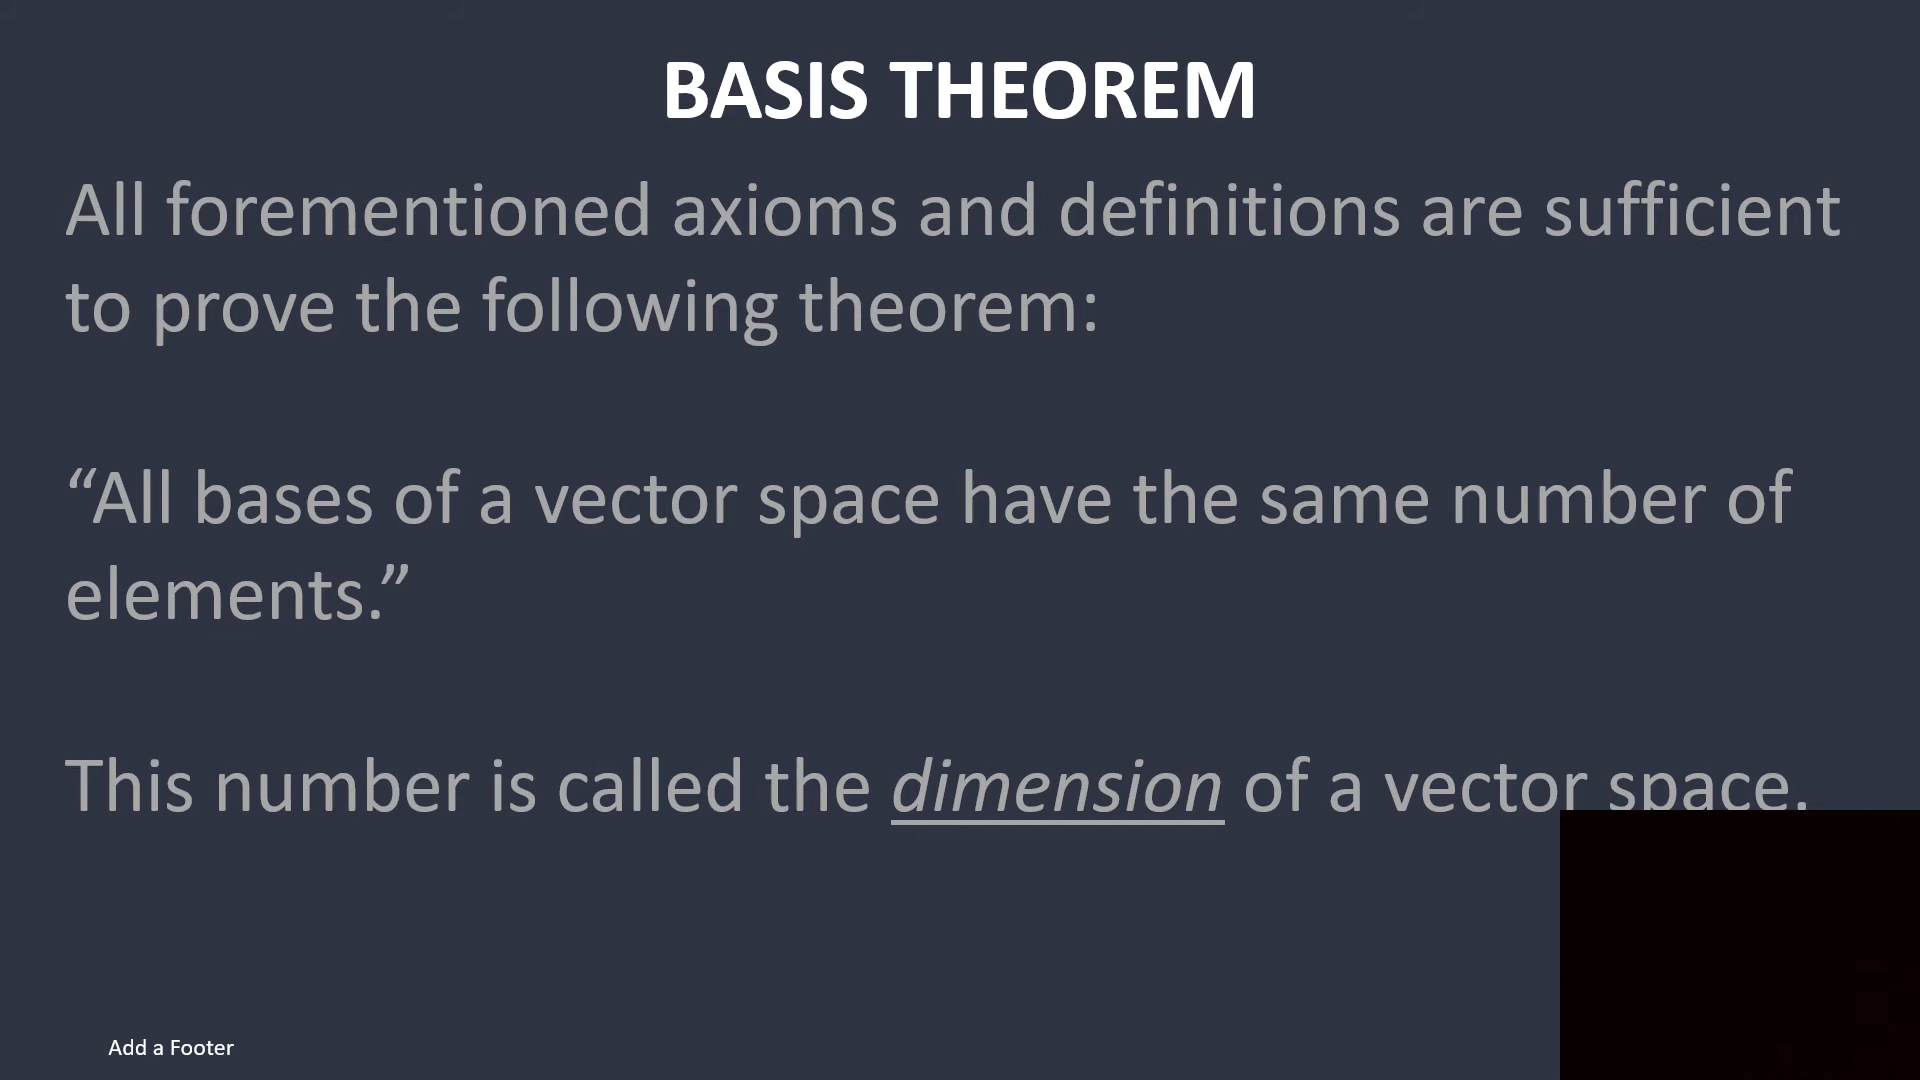 BASIS THEOREM
All forementioned axioms and definitions are sufficient
to prove the following theorem:
“All bases of a vector space have the same number of
elements.”
This number is called the dimension of a vector space.
Add a Footer